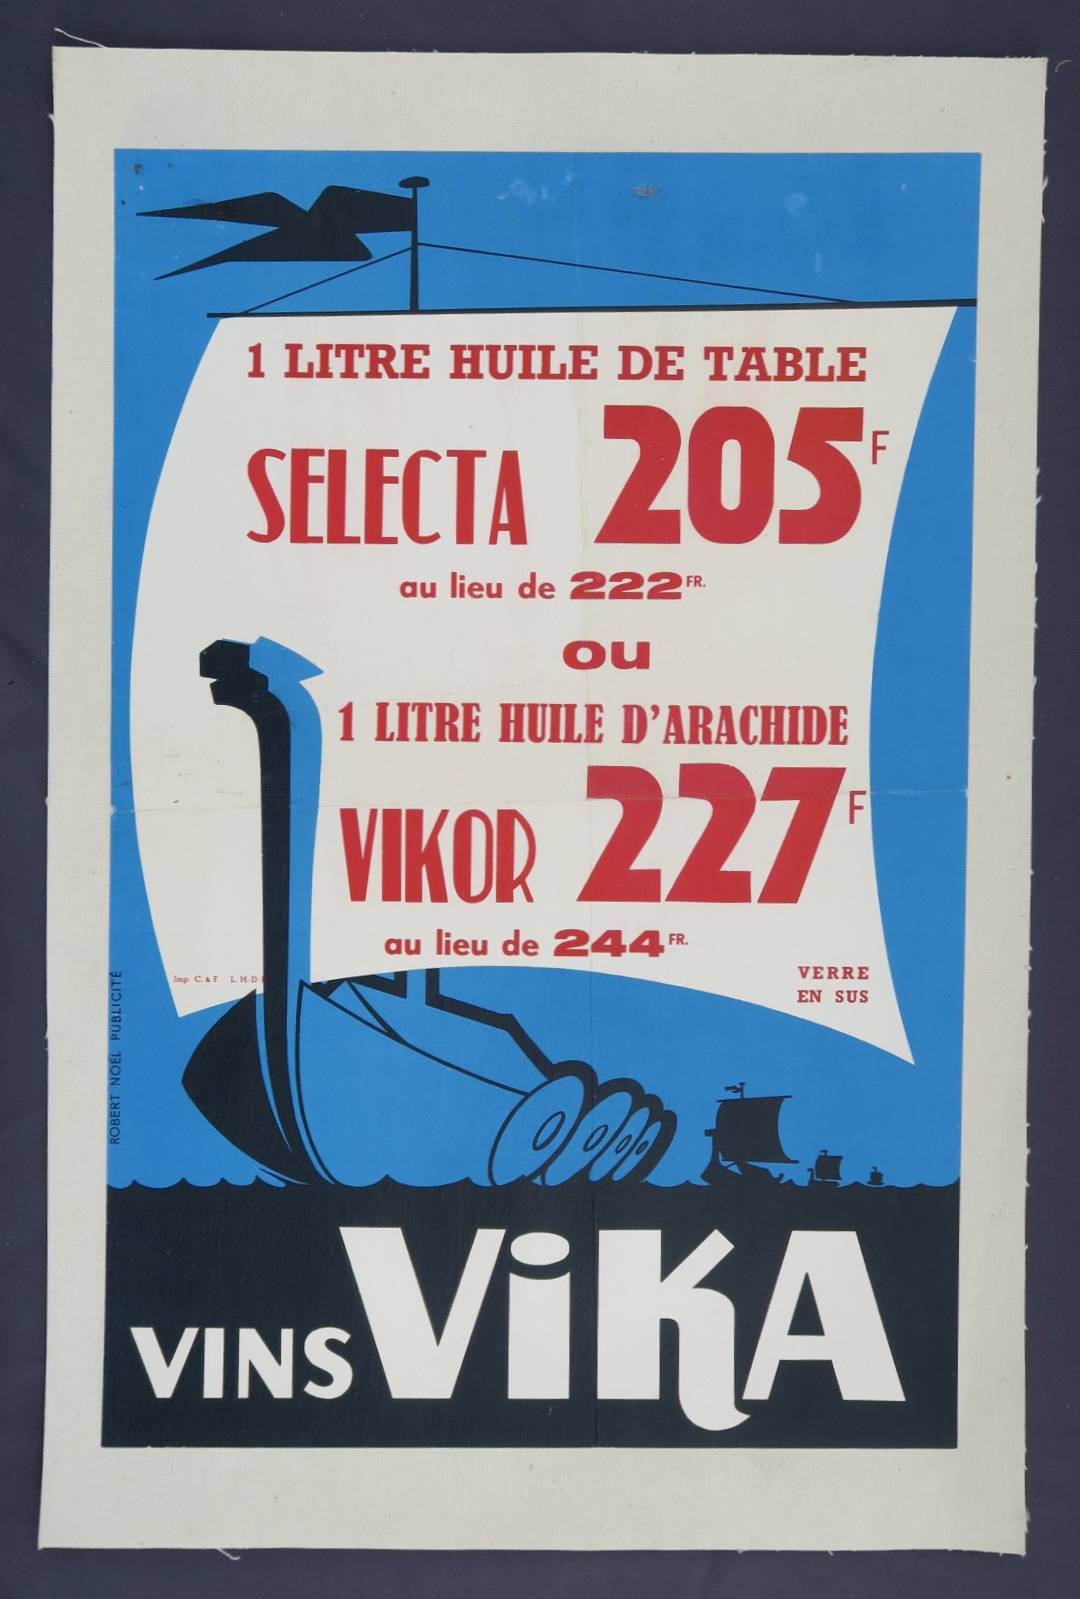 1 LITRE HUILE DE TABLE
SELECTA 205F
au lieu de 222FR.
ou
1 LITRE HUILE D'ARACHIDE
VIKOR 227F
au lieu de 244FR.
VERRE
EN SUS
Imp. C. & F. L. H.-D.
ROBERT NOËL PUBLICITÉ
VINS ViKA